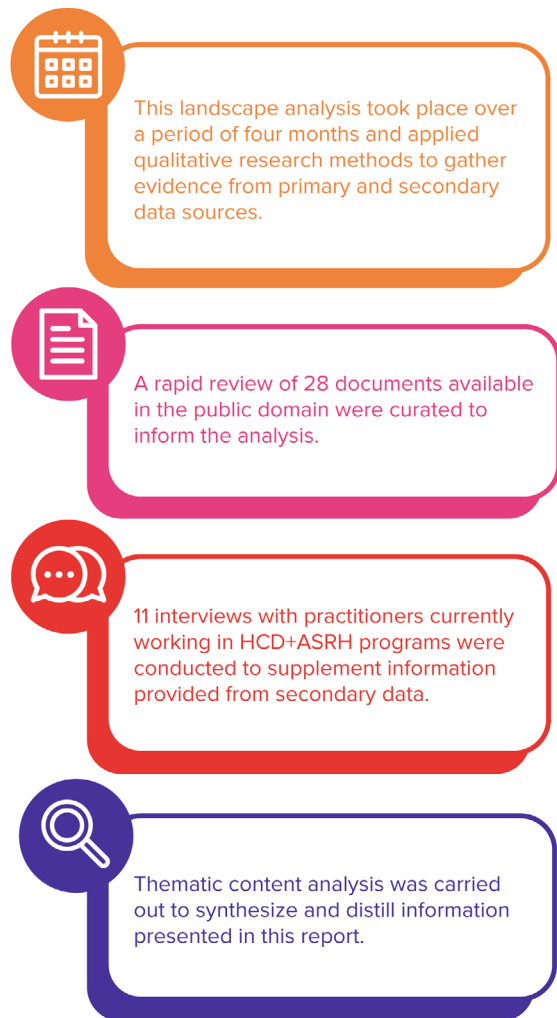 This landscape analysis took place over
a period of four months and applied
qualitative research methods to gather
evidence from primary and secondary
data sources.
A rapid review of 28 documents available
in the public domain were curated to
inform the analysis.
11 interviews with practitioners currently
working in HCD+ASRH programs were
conducted to supplement information
provided from secondary data.
Thematic content analysis was carried
out to synthesize and distill information
presented in this report.